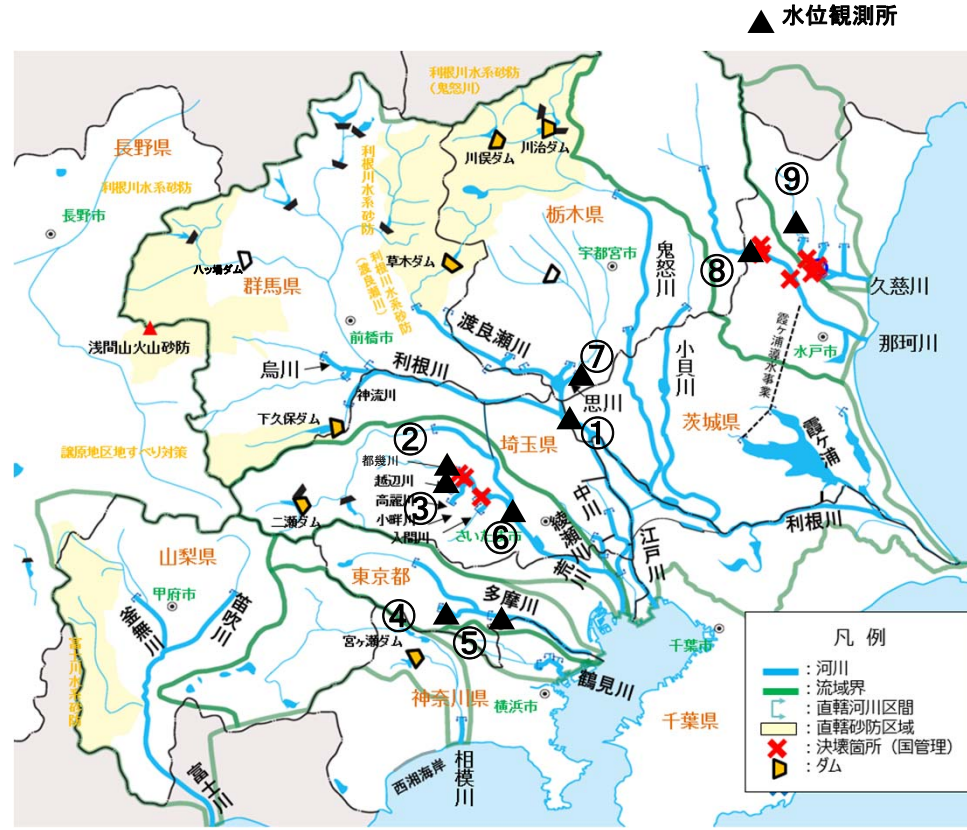 ▲ 水位観測所
利根川水系砂防
(鬼怒川)
長野県
利根川水系砂防
長野市
川俣ダム
川治ダム
利根川水系砂防
栃木県
宇都宮市
鬼怒川
⑨
⑧
久慈川
那珂川
八ッ場ダム
群馬県
草木ダム
利根川水系砂防
(渡良瀬川)
浅間山火山砂防
前橋市
渡良瀬川
⑦
思川
小貝川
霞ヶ浦導水事業
水戸市
茨城県
霞ヶ浦
烏川
利根川
神流川
下久保ダム
埼玉県
①
②
都幾川
越辺川
高麗川
小畔川
入間川
③
譲原地区地すべり対策
二瀬ダム
⑥
さいたま市
中川
綾瀬川
荒川
江戸川
利根川
山梨県
甲府市
釜無川
笛吹川
富士川水系砂防
富士川
東京都
多摩川
④
⑤
宮ヶ瀬ダム
鶴見川
神奈川県
横浜市
相模川
西湘海岸
千葉市
千葉県
凡 例
:河川
:流域界
:直轄河川区間
:直轄砂防区域
:決壊箇所(国管理)
:ダム